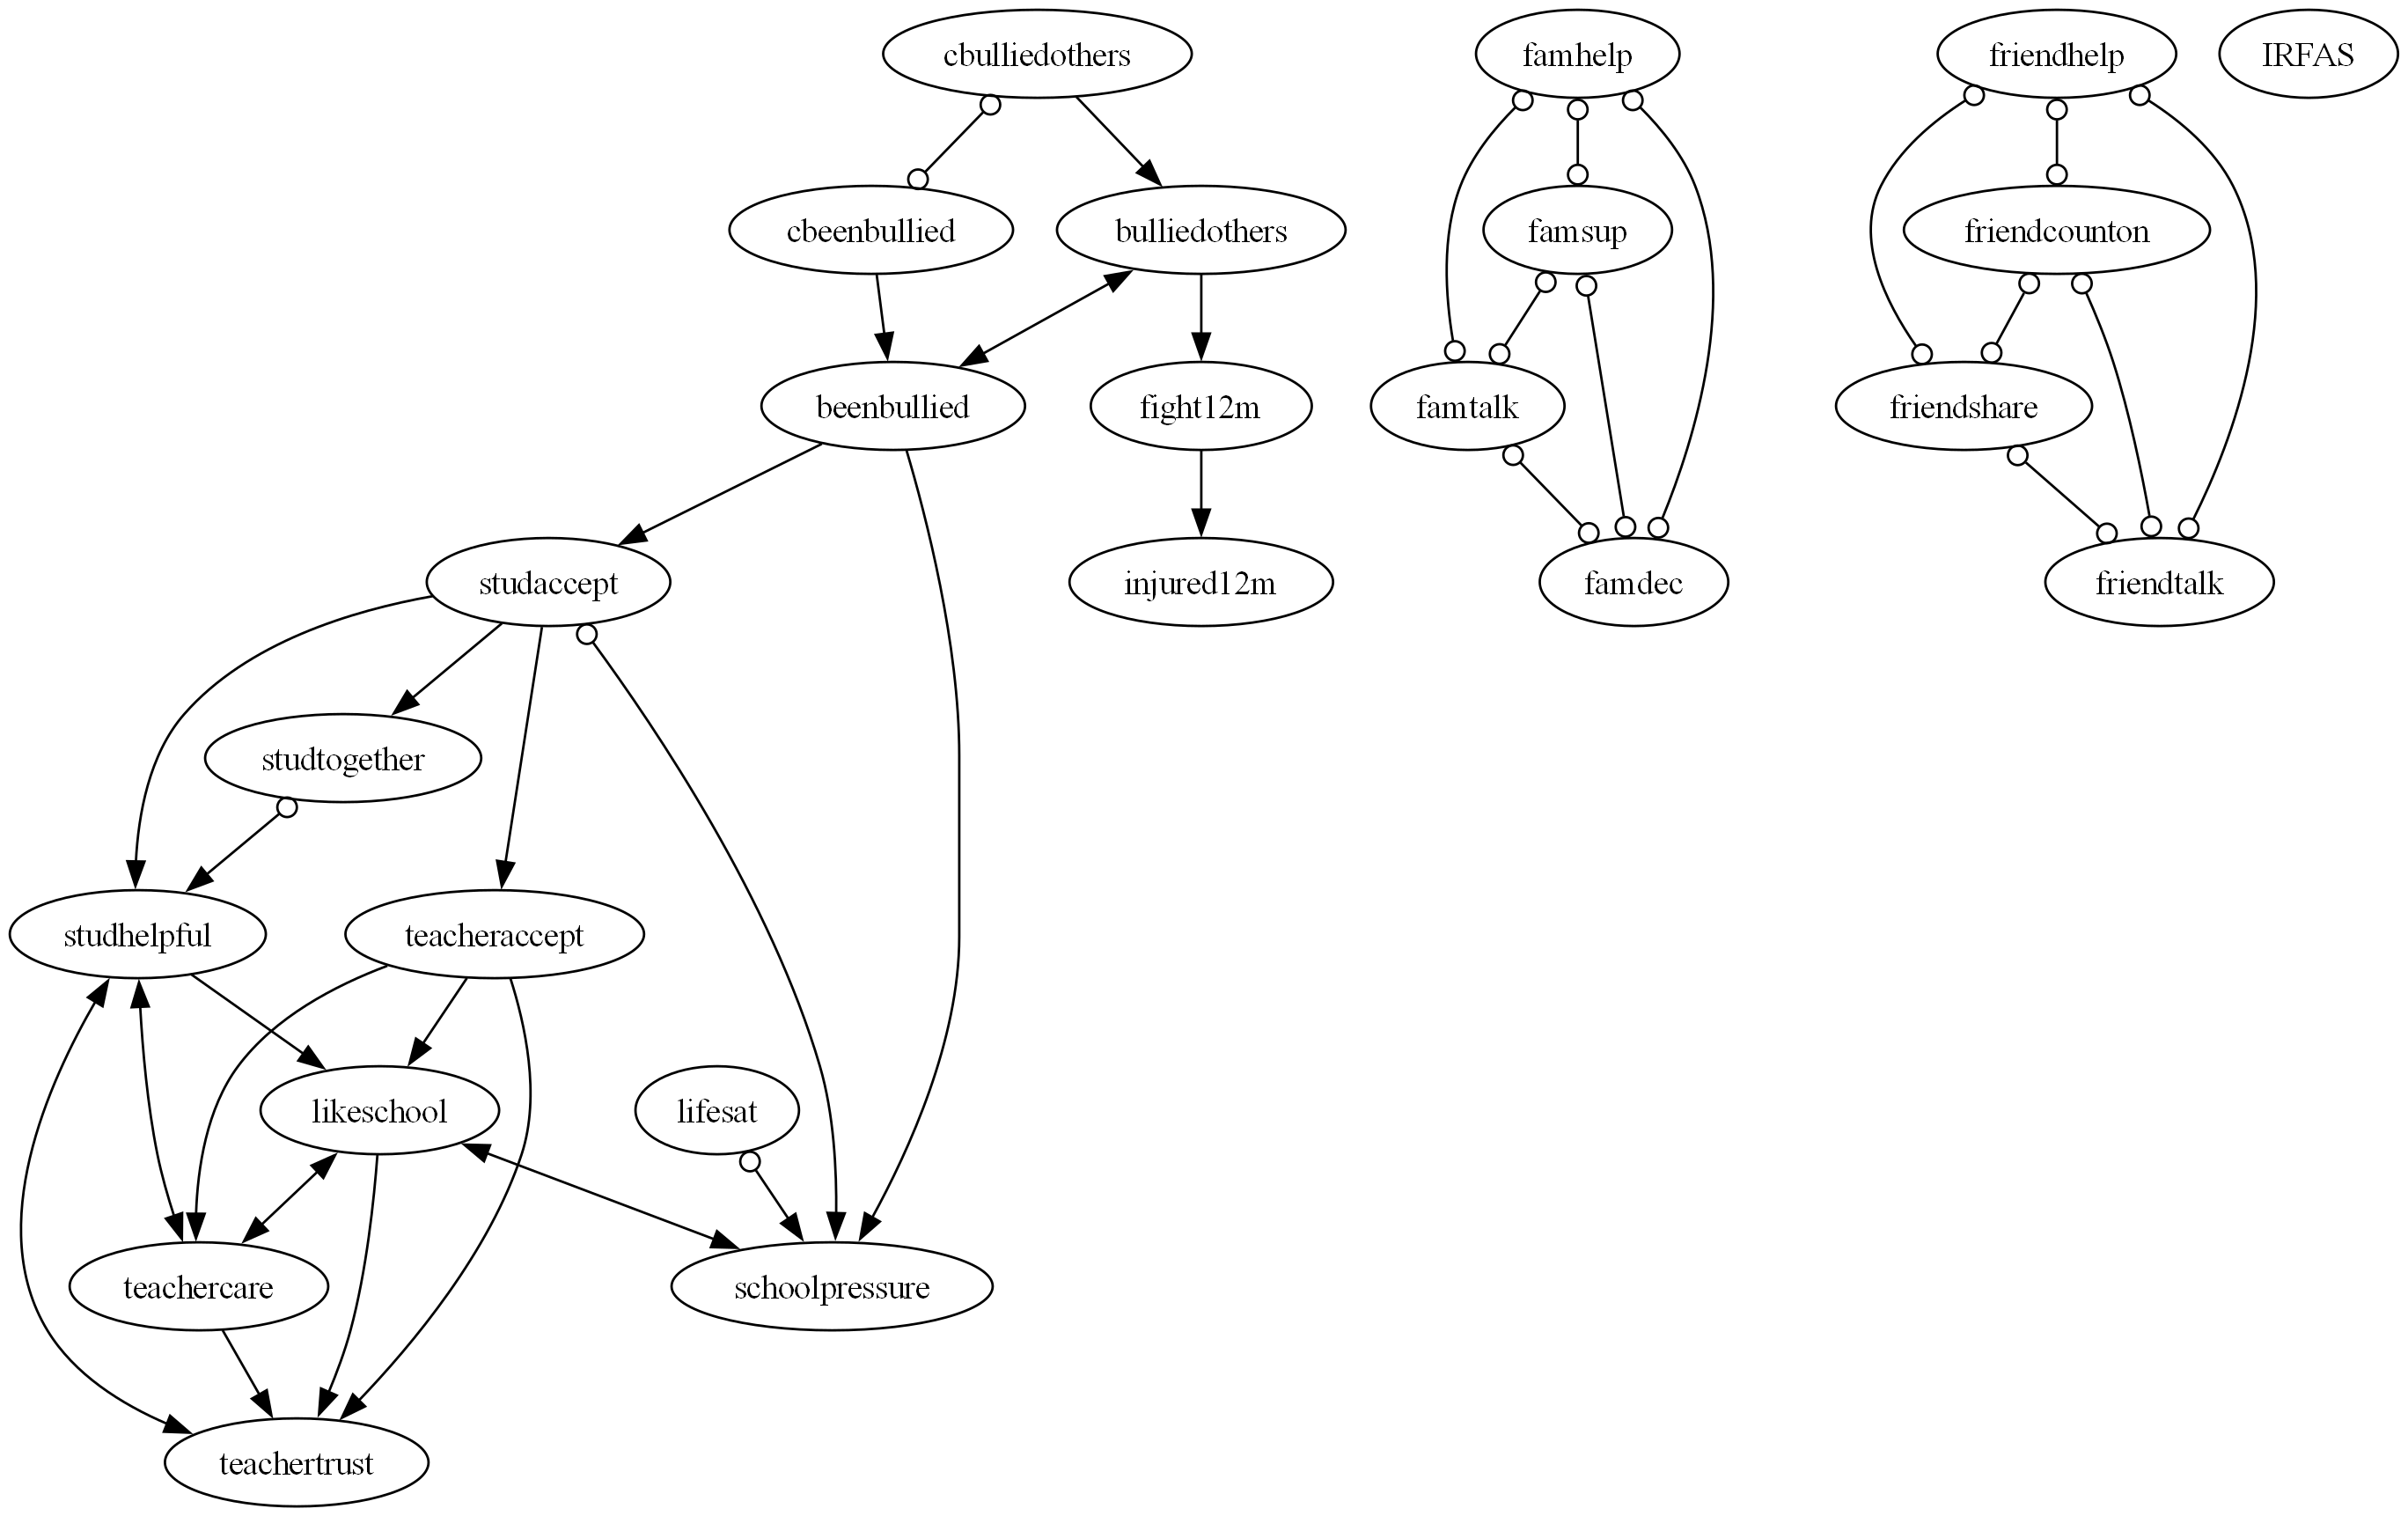 cbulliedothers
famhelp
friendhelp
IRFAS
cbeenbullied
bulliedothers
famsup
friendcounton
beenbullied
fight12m
famtalk
friendshare
studaccept
injured12m
famdec
friendtalk
studtogether
studhelpful
teacheraccept
likeschool
lifesat
teachercare
schoolpressure
teachertrust